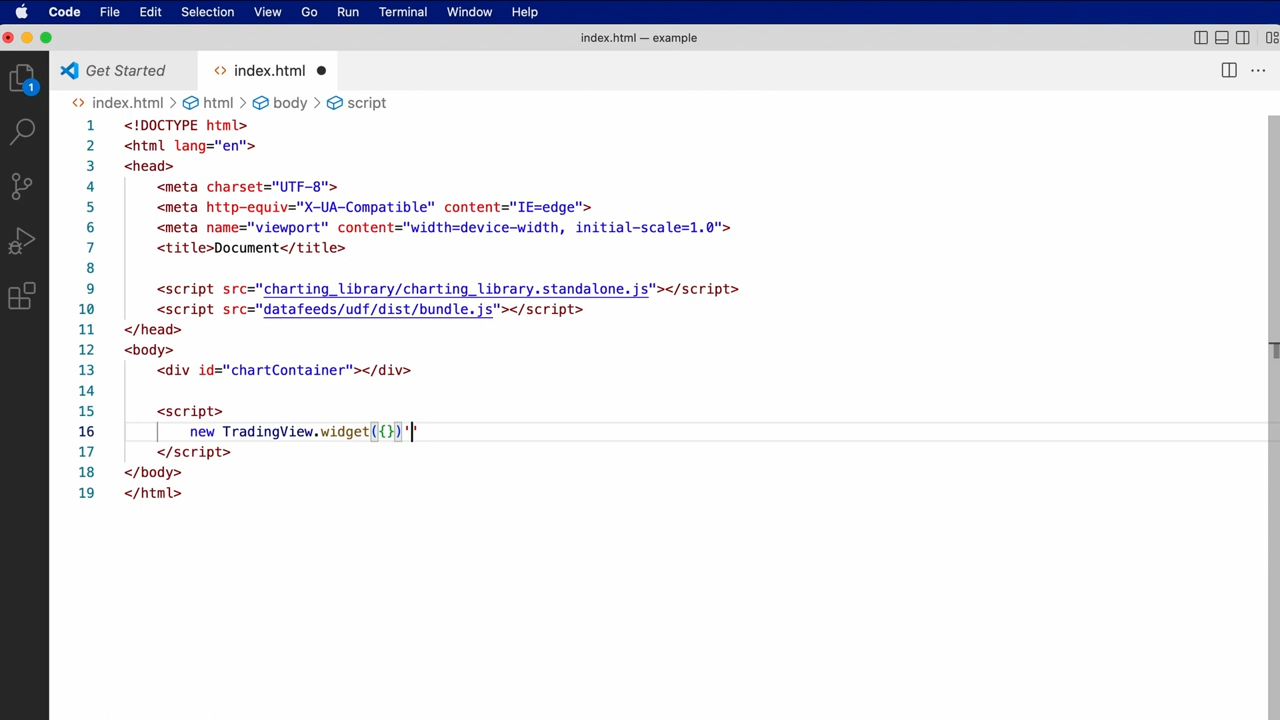 Code File Edit Selection View Go Run Terminal Window Help
index.html — example
Get Started index.html
index.html > html > body > script
1 <!DOCTYPE html>
2 <html lang="en">
3 <head>
4 <meta charset="UTF-8">
5 <meta http-equiv="X-UA-Compatible" content="IE=edge">
6 <meta name="viewport" content="width=device-width, initial-scale=1.0">
7 <title>Document</title>
8
9 <script src="charting_library/charting_library.standalone.js"></script>
10 <script src="datafeeds/udf/dist/bundle.js"></script>
11 </head>
12 <body>
13 <div id="chartContainer"></div>
14
15 <script>
16 new TradingView.widget({})''
17 </script>
18 </body>
19 </html>
1